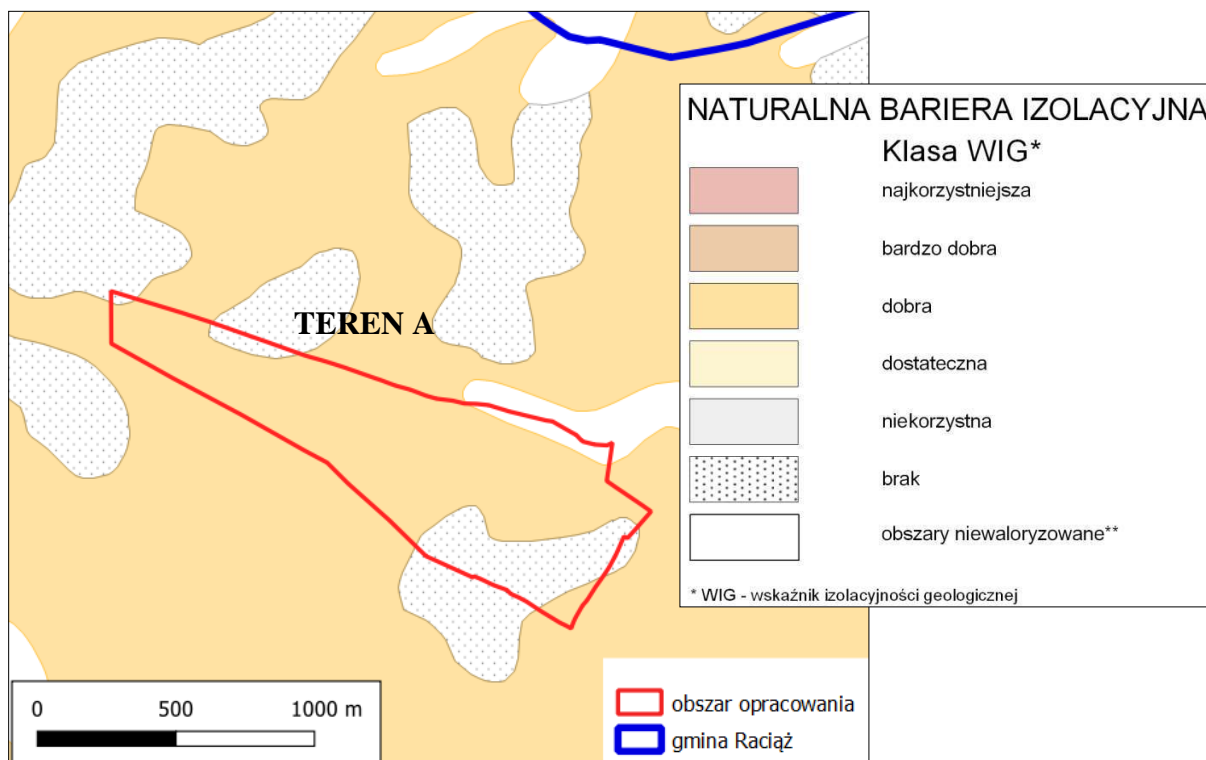 NATURALNA BARIERA IZOLACYJNA
Klasa WIG*
najkorzystniejsza
bardzo dobra
dobra
TEREN A
dostateczna
niekorzystna
brak
obszary niewaloryzowane**
* WIG - wskaźnik izolacyjności geologicznej
0 500 1000 m
obszar opracowania
gmina Raciąż